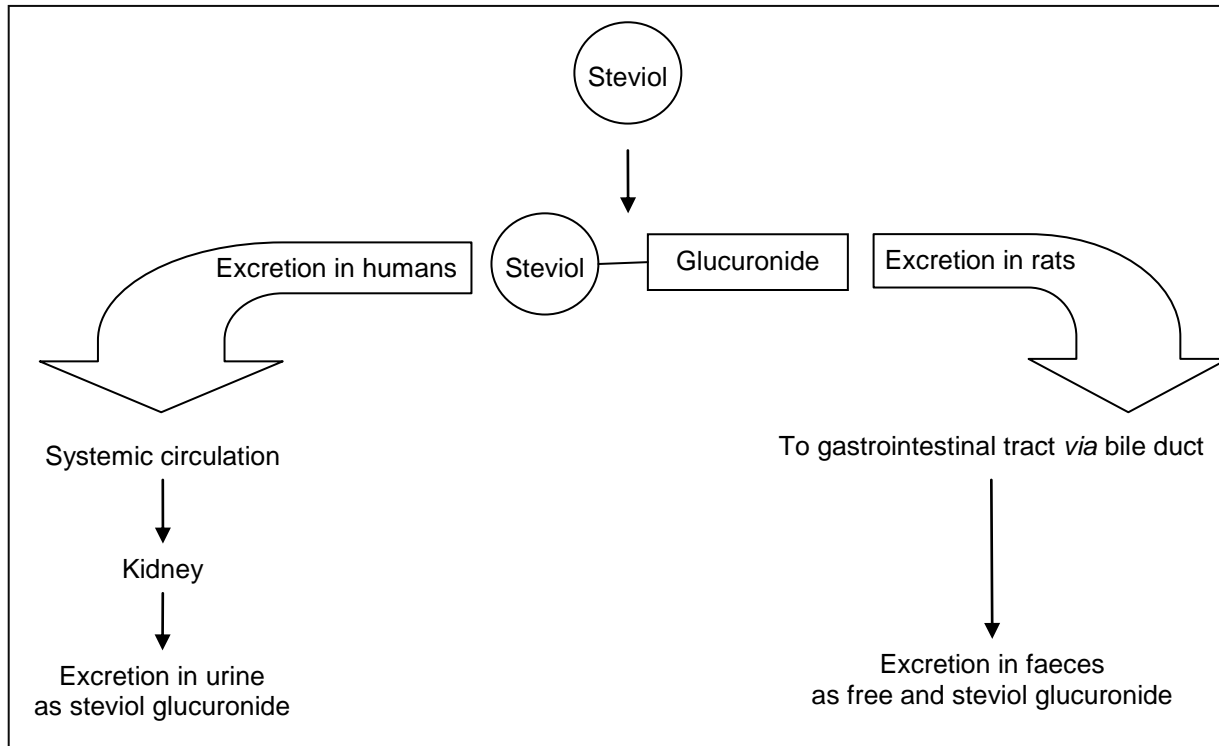 Steviol
Excretion in humans
Steviol
Glucuronide
Excretion in rats
Systemic circulation
Kidney
Excretion in urine
as steviol glucuronide
To gastrointestinal tract via bile duct
Excretion in faeces
as free and steviol glucuronide